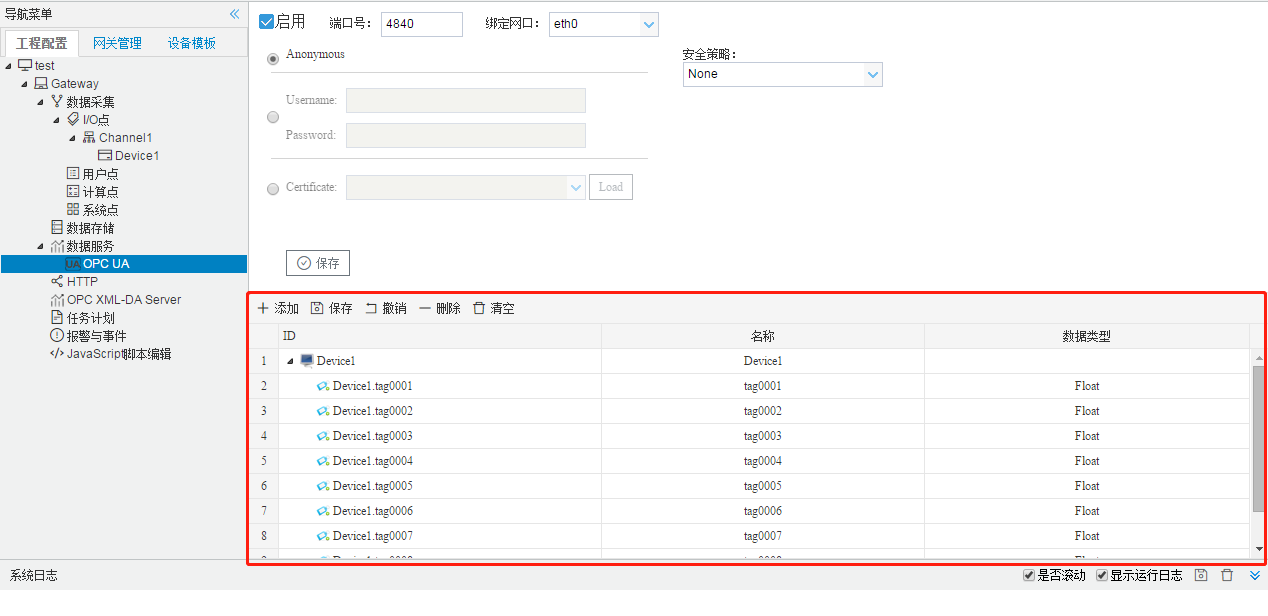 导航菜单
工程配置 网关管理 设备模板
test
Gateway
数据采集
I/O点
Channel1
Device1
用户点
计算点
系统点
数据存储
数据服务
UA OPC UA
HTTP
OPC XML-DA Server
任务计划
报警与事件
JavaScript脚本编辑
启用 端口号: 4840 绑定网口: eth0
Anonymous
安全策略:
None
Username:
Password:
Certificate: Load
保存
添加 保存 撤销 删除 清空
ID 名称 数据类型
1 Device1 Device1
2 Device1.tag0001 tag0001 Float
3 Device1.tag0002 tag0002 Float
4 Device1.tag0003 tag0003 Float
5 Device1.tag0004 tag0004 Float
6 Device1.tag0005 tag0005 Float
7 Device1.tag0006 tag0006 Float
8 Device1.tag0007 tag0007 Float
系统日志 是否滚动 显示运行日志